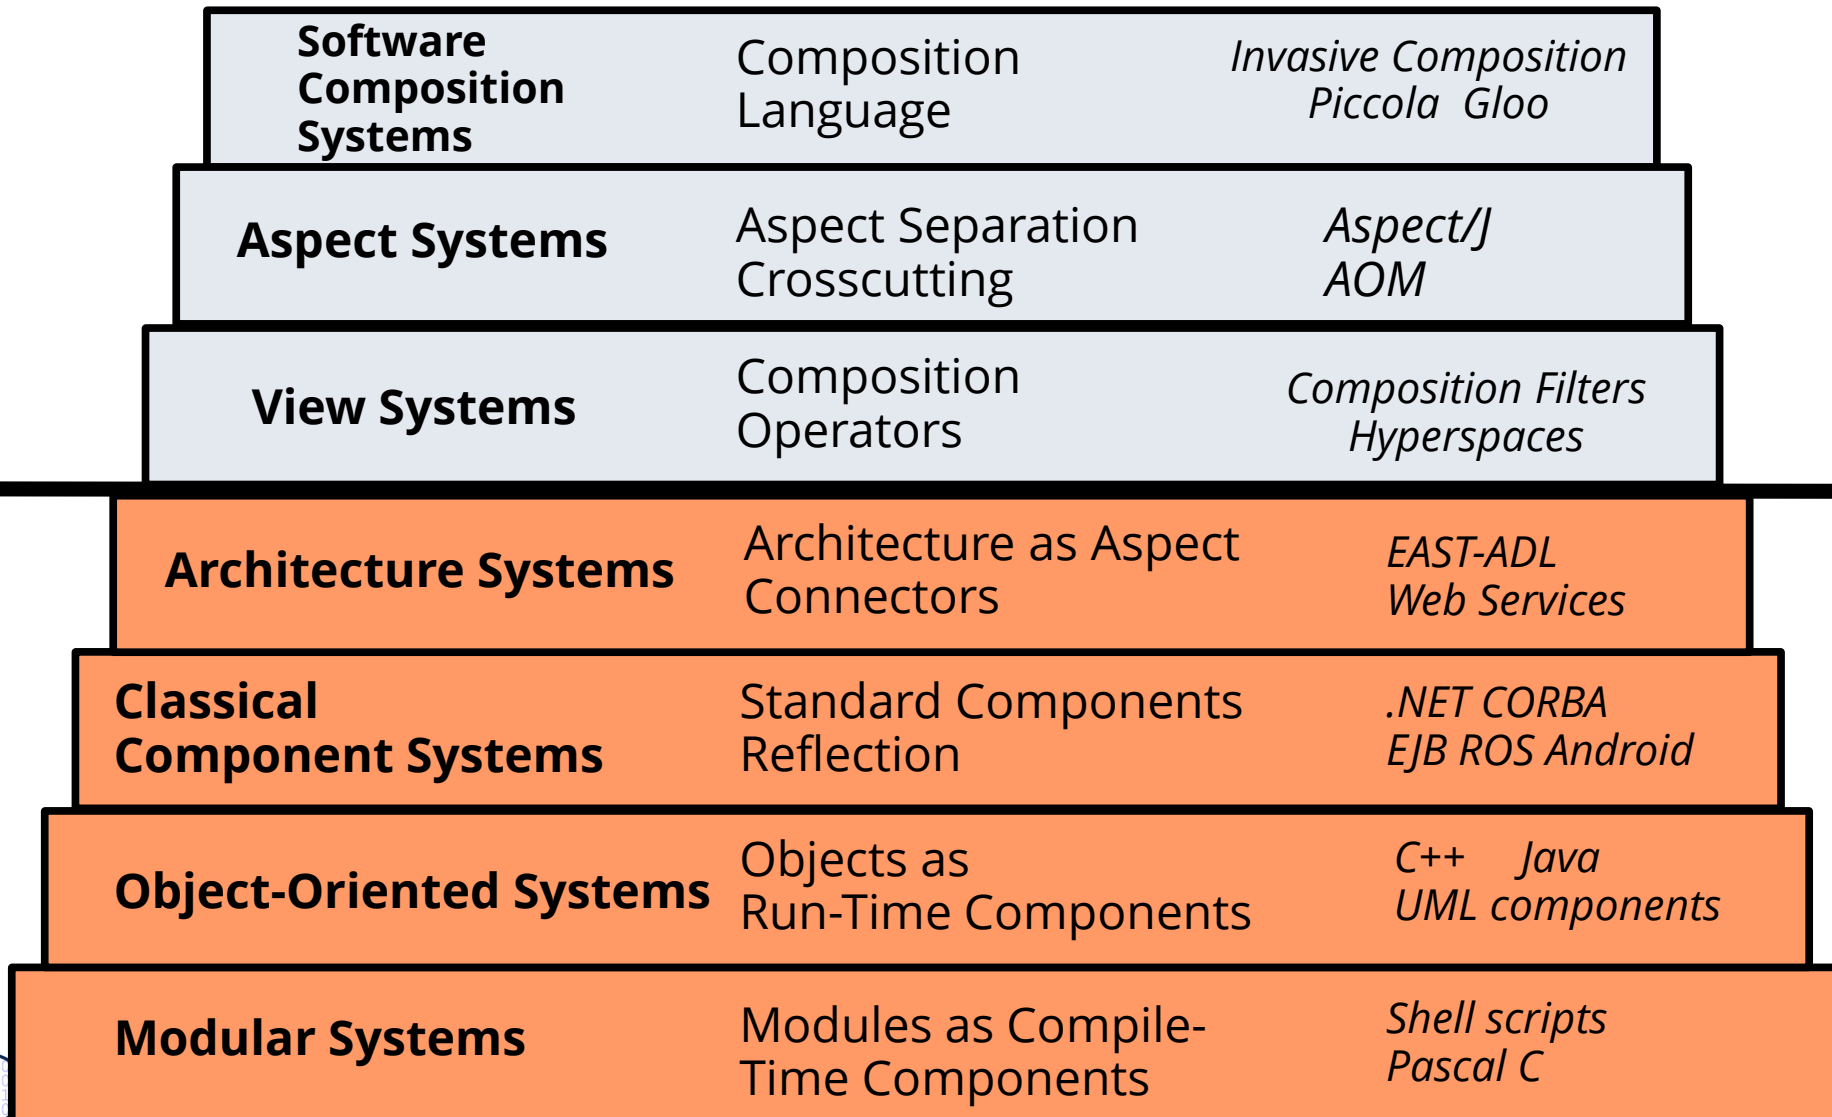 Software
Composition
Systems
Composition
Language
Invasive Composition
Piccola Gloo
Aspect Systems
Aspect Separation
Crosscutting
Aspect/J
AOM
View Systems
Composition
Operators
Composition Filters
Hyperspaces
Architecture Systems
Architecture as Aspect
Connectors
EAST-ADL
Web Services
Classical
Component Systems
Standard Components
Reflection
.NET CORBA
EJB ROS Android
Object-Oriented Systems
Objects as
Run-Time Components
C++ Java
UML components
Modular Systems
Modules as Compile-
Time Components
Shell scripts
Pascal C